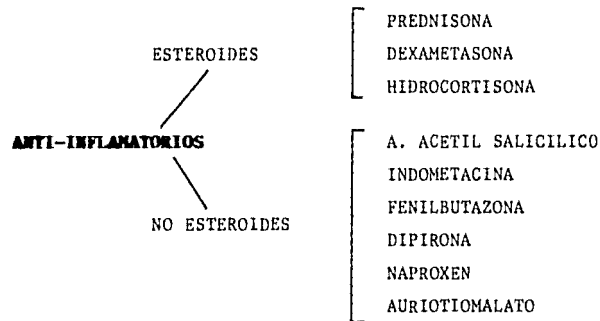 ESTEROIDES
PREDNISONA
DEXAMETASONA
HIDROCORTISONA
ANTI-INFLAMATORIOS
NO ESTEROIDES
A. ACETIL SALICILICO
INDOMETACINA
FENILBUTAZONA
DIPIRONA
NAPROXEN
AURIOTIOMALATO